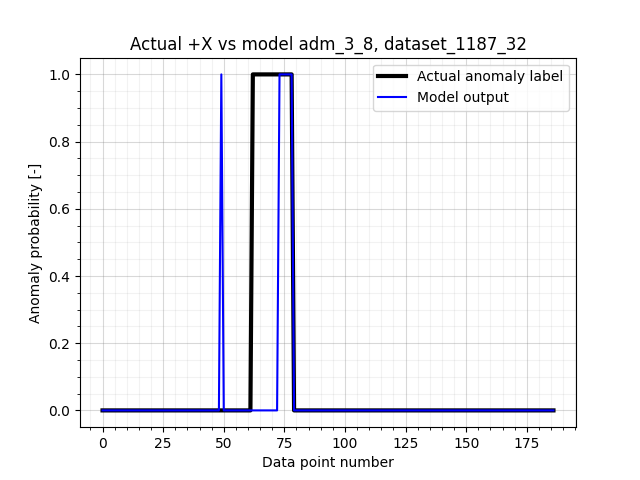 Actual +X vs model adm_3_8, dataset_1187_32
Actual anomaly label
Model output
Anomaly probability [-]
1.0
0.8
0.6
0.4
0.2
0.0
0 25 50 75 100 125 150 175
Data point number